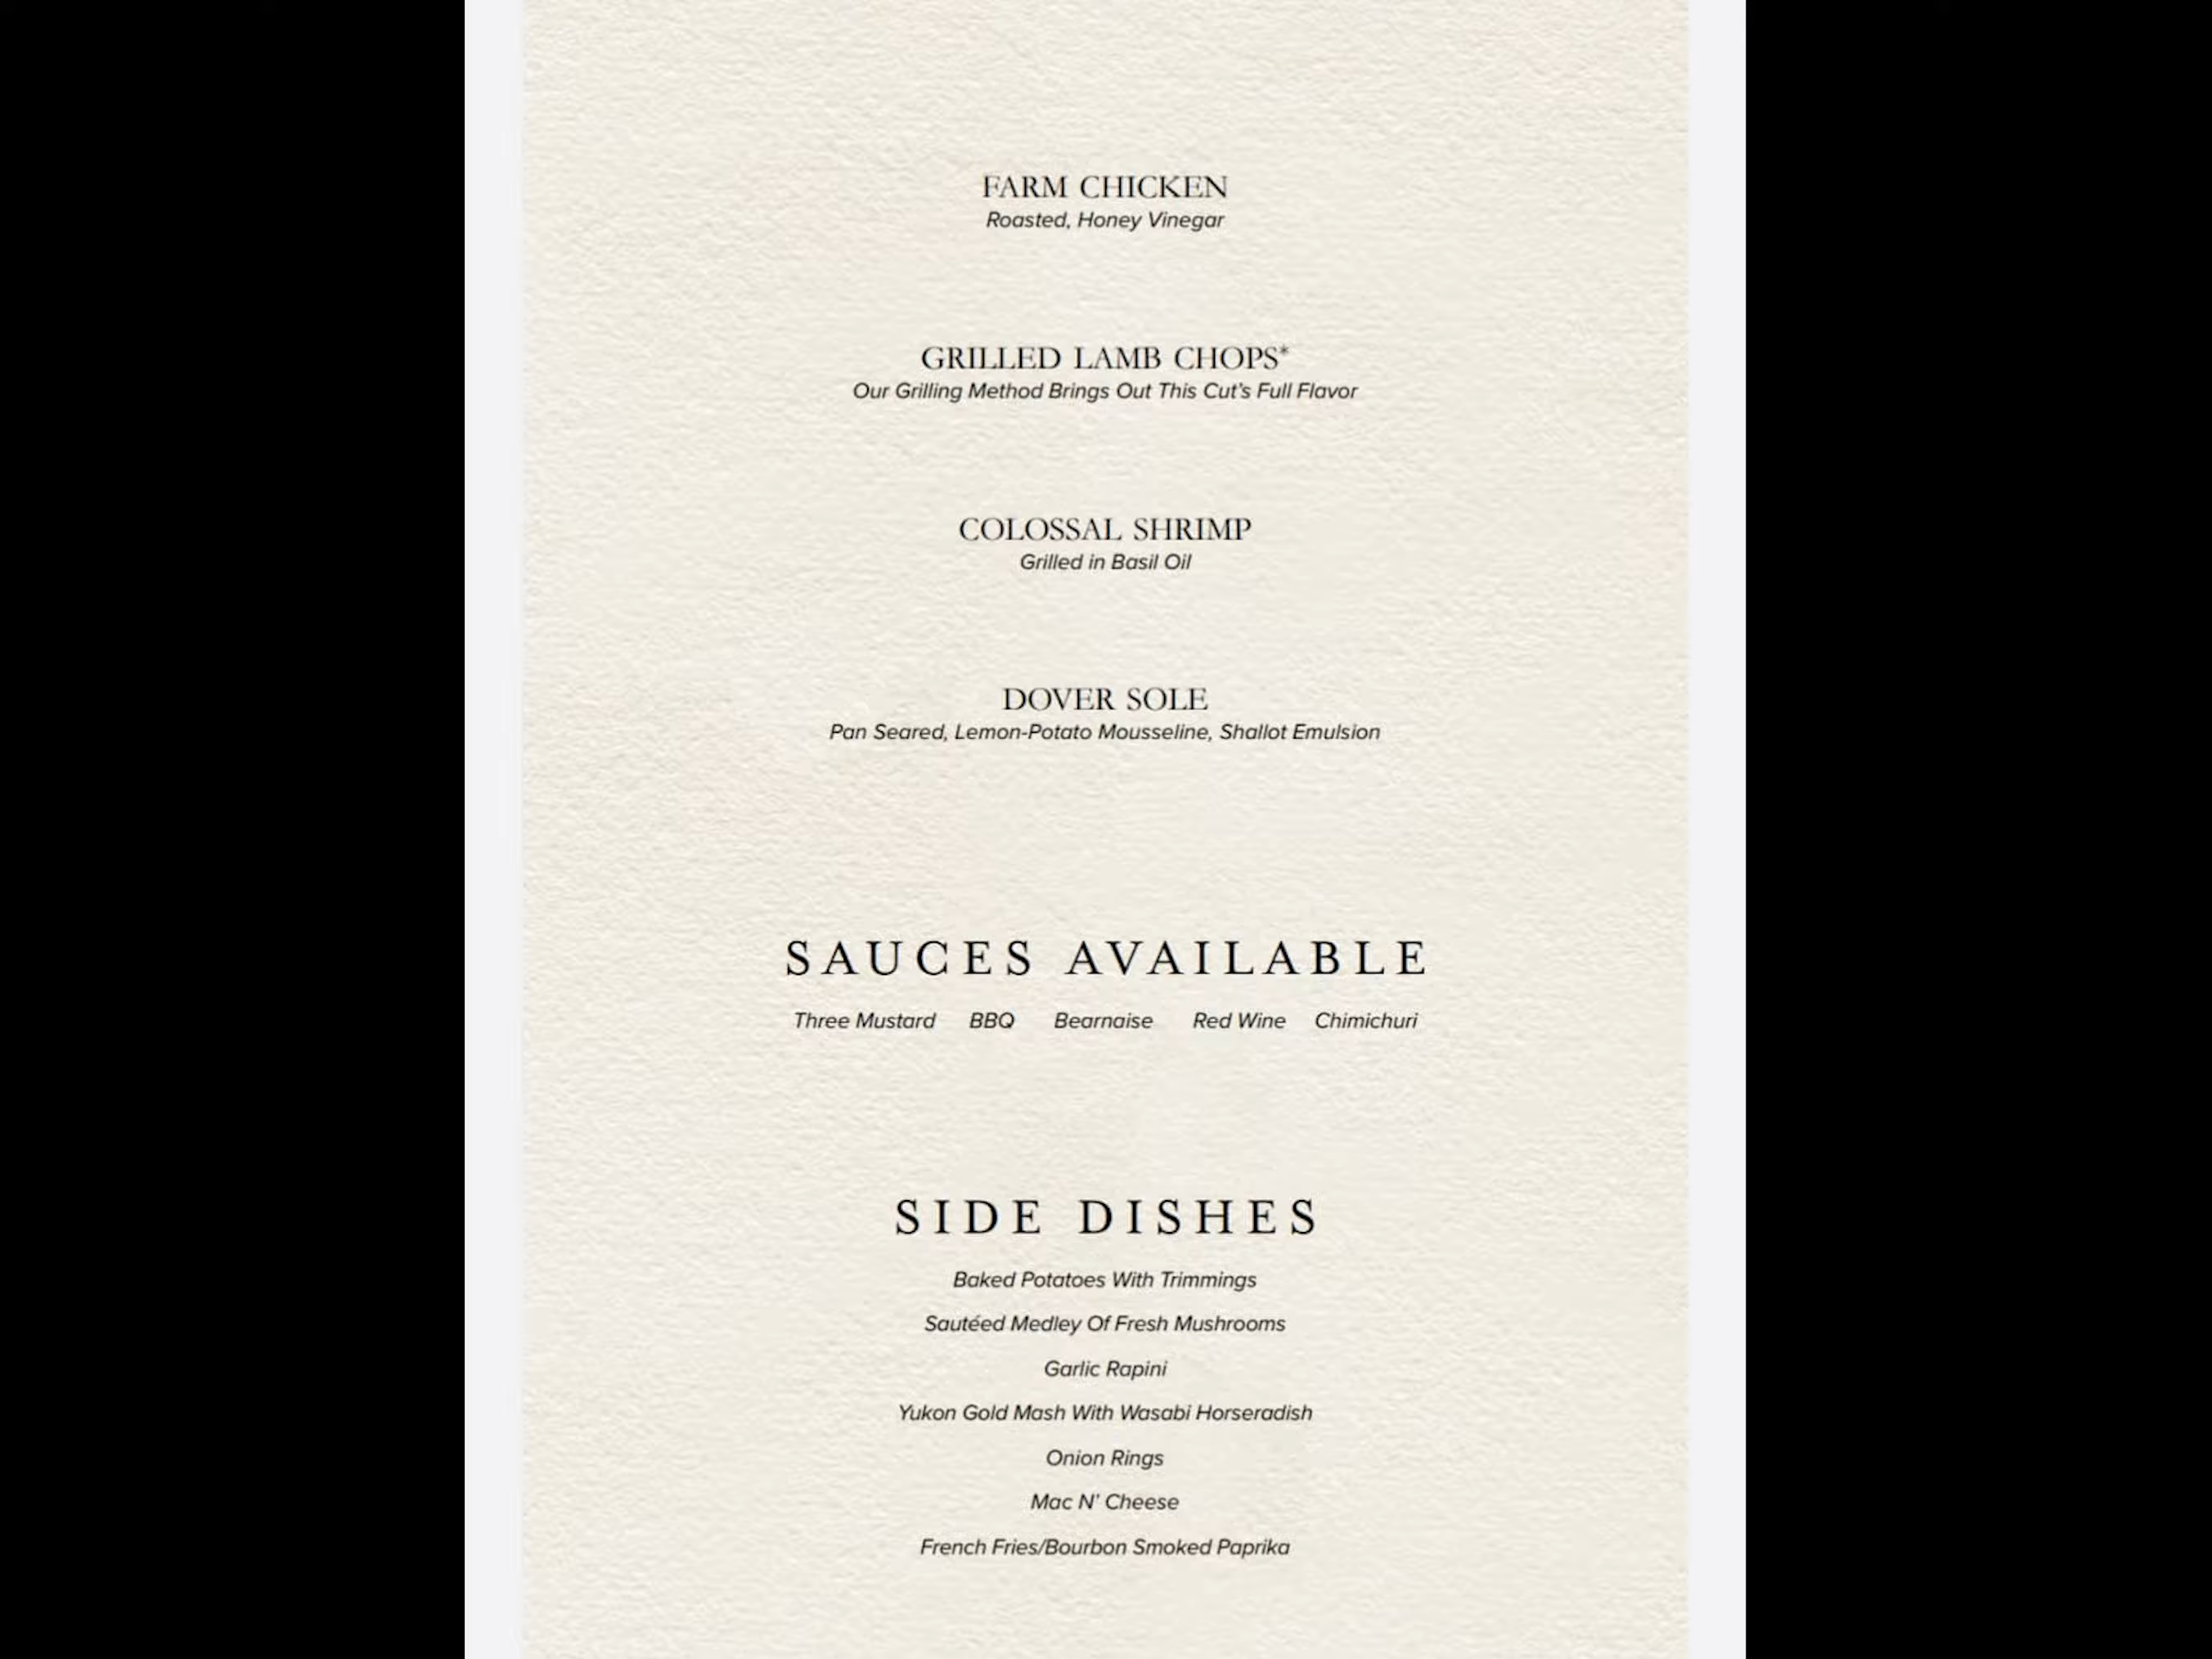 FARM CHICKEN
Roasted, Honey Vinegar
GRILLED LAMB CHOPS*
Our Grilling Method Brings Out This Cut's Full Flavor
COLOSSAL SHRIMP
Grilled in Basil Oil
DOVER SOLE
Pan Seared, Lemon-Potato Mousseline, Shallot Emulsion
SAUCES AVAILABLE
Three Mustard BBQ Bearnaise Red Wine Chimichuri
SIDE DISHES
Baked Potatoes With Trimmings
Sautéed Medley Of Fresh Mushrooms
Garlic Rapini
Yukon Gold Mash With Wasabi Horseradish
Onion Rings
Mac N' Cheese
French Fries/Bourbon Smoked Paprika